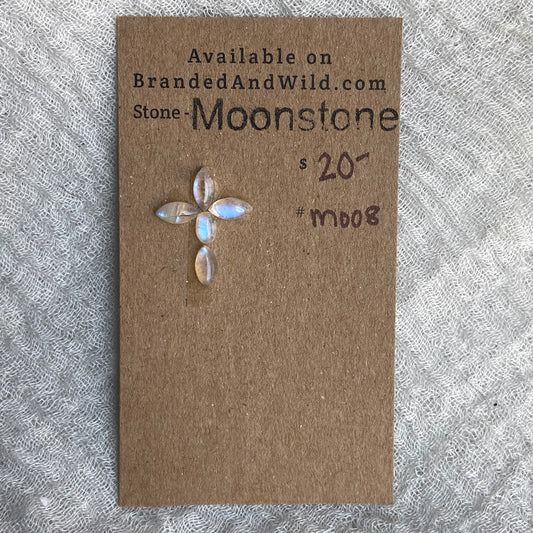 Available on
BrandedAndWild.com
Stone - Moonstone
$ 20-
# M008